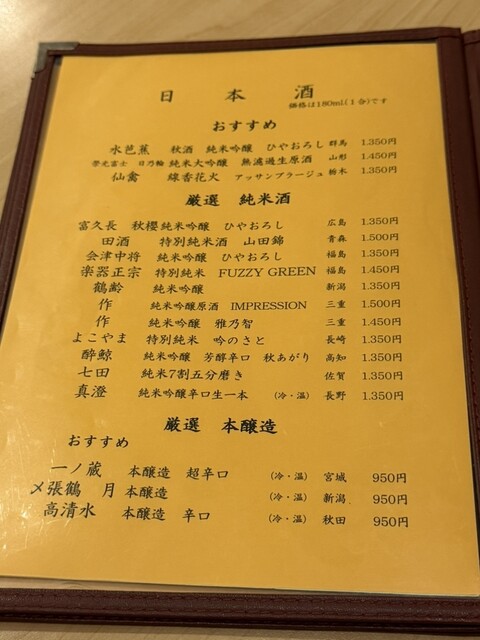 日本酒
価格は180ml(1合)です
おすすめ
水芭蕉 秋酒 純米吟醸 ひやおろし 群馬 1.350円
栄光冨士 日乃輪 純米大吟醸 無濾過生原酒 山形 1.450円
仙禽 線香花火 アッサンブラージュ 栃木 1.350円
厳選 純米酒
富久長 秋櫻 純米吟醸 ひやおろし 広島 1.350円
田酒 特別純米酒 山田錦 青森 1.500円
会津中将 純米吟醸 ひやおろし 福島 1.350円
楽器正宗 特別純米 FUZZY GREEN 福島 1.450円
鶴齢 純米吟醸 新潟 1.350円
作 純米吟醸原酒 IMPRESSION 三重 1.500円
作 純米吟醸 雅乃智 三重 1.450円
よこやま 特別純米 吟のさと 長崎 1.350円
酔鯨 純米吟醸 芳醇辛口 秋あがり 高知 1.350円
七田 純米7割五分磨き 佐賀 1.350円
真澄 純米吟醸辛口生一本 (冷・温) 長野 1.350円
厳選 本醸造
おすすめ
一ノ蔵 本醸造 超辛口 (冷・温) 宮城 950円
〆張鶴 月 本醸造 (冷・温) 新潟 950円
高清水 本醸造 辛口 (冷・温) 秋田 950円